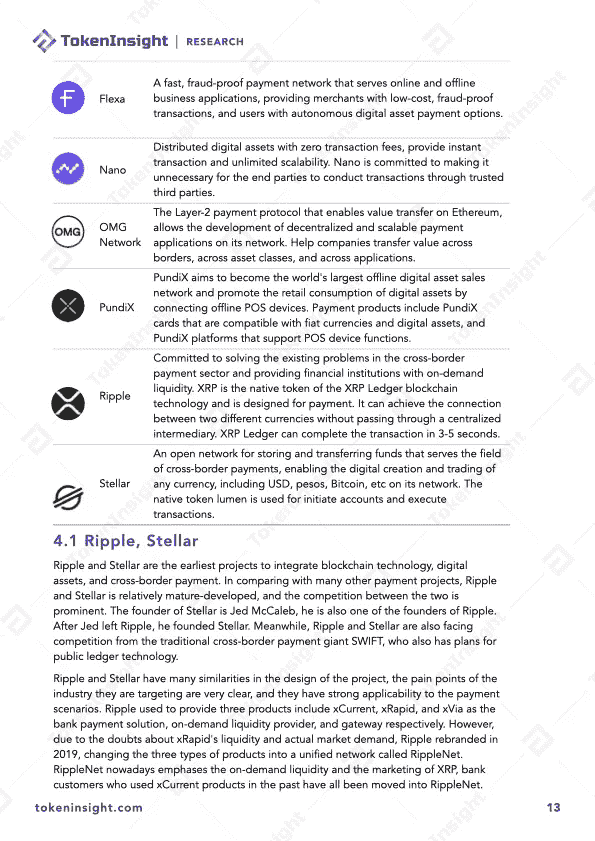 TokenInsight | RESEARCH
Flexa
A fast, fraud-proof payment network that serves online and offline
business applications, providing merchants with low-cost, fraud-proof
transactions, and users with autonomous digital asset payment options.
Nano
Distributed digital assets with zero transaction fees, provide instant
transaction and unlimited scalability. Nano is committed to making it
unnecessary for the end parties to conduct transactions through trusted
third parties.
OMG
OMG
Network
The Layer-2 payment protocol that enables value transfer on Ethereum,
allows the development of decentralized and scalable payment
applications on its network. Help companies transfer value across
borders, across asset classes, and across applications.
PundiX
PundiX aims to become the world's largest offline digital asset sales
network and promote the retail consumption of digital assets by
connecting offline POS devices. Payment products include PundiX
cards that are compatible with fiat currencies and digital assets, and
PundiX platforms that support POS device functions.
Ripple
Committed to solving the existing problems in the cross-border
payment sector and providing financial institutions with on-demand
liquidity. XRP is the native token of the XRP Ledger blockchain
technology and is designed for payment. It can achieve the connection
between two different currencies without passing through a centralized
intermediary. XRP Ledger can complete the transaction in 3-5 seconds.
Stellar
An open network for storing and transferring funds that serves the field
of cross-border payments, enabling the digital creation and trading of
any currency, including USD, pesos, Bitcoin, etc on its network. The
native token lumen is used for initiate accounts and execute
transactions.
4.1 Ripple, Stellar
Ripple and Stellar are the earliest projects to integrate blockchain technology, digital
assets, and cross-border payment. In comparing with many other payment projects, Ripple
and Stellar is relatively mature-developed, and the competition between the two is
prominent. The founder of Stellar is Jed McCaleb, he is also one of the founders of Ripple.
After Jed left Ripple, he founded Stellar. Meanwhile, Ripple and Stellar are also facing
competition from the traditional cross-border payment giant SWIFT, who also has plans for
public ledger technology.
Ripple and Stellar have many similarities in the design of the project, the pain points of the
industry they are targeting are very clear, and they have strong applicability to the payment
scenarios. Ripple used to provide three products include xCurrent, xRapid, and xVia as the
bank payment solution, on-demand liquidity provider, and gateway respectively. However,
due to the doubts about xRapid's liquidity and actual market demand, Ripple rebranded in
2019, changing the three types of products into a unified network called RippleNet.
RippleNet nowadays emphases the on-demand liquidity and the marketing of XRP, bank
customers who used xCurrent products in the past have all been moved into RippleNet.
tokeninsight.com
13